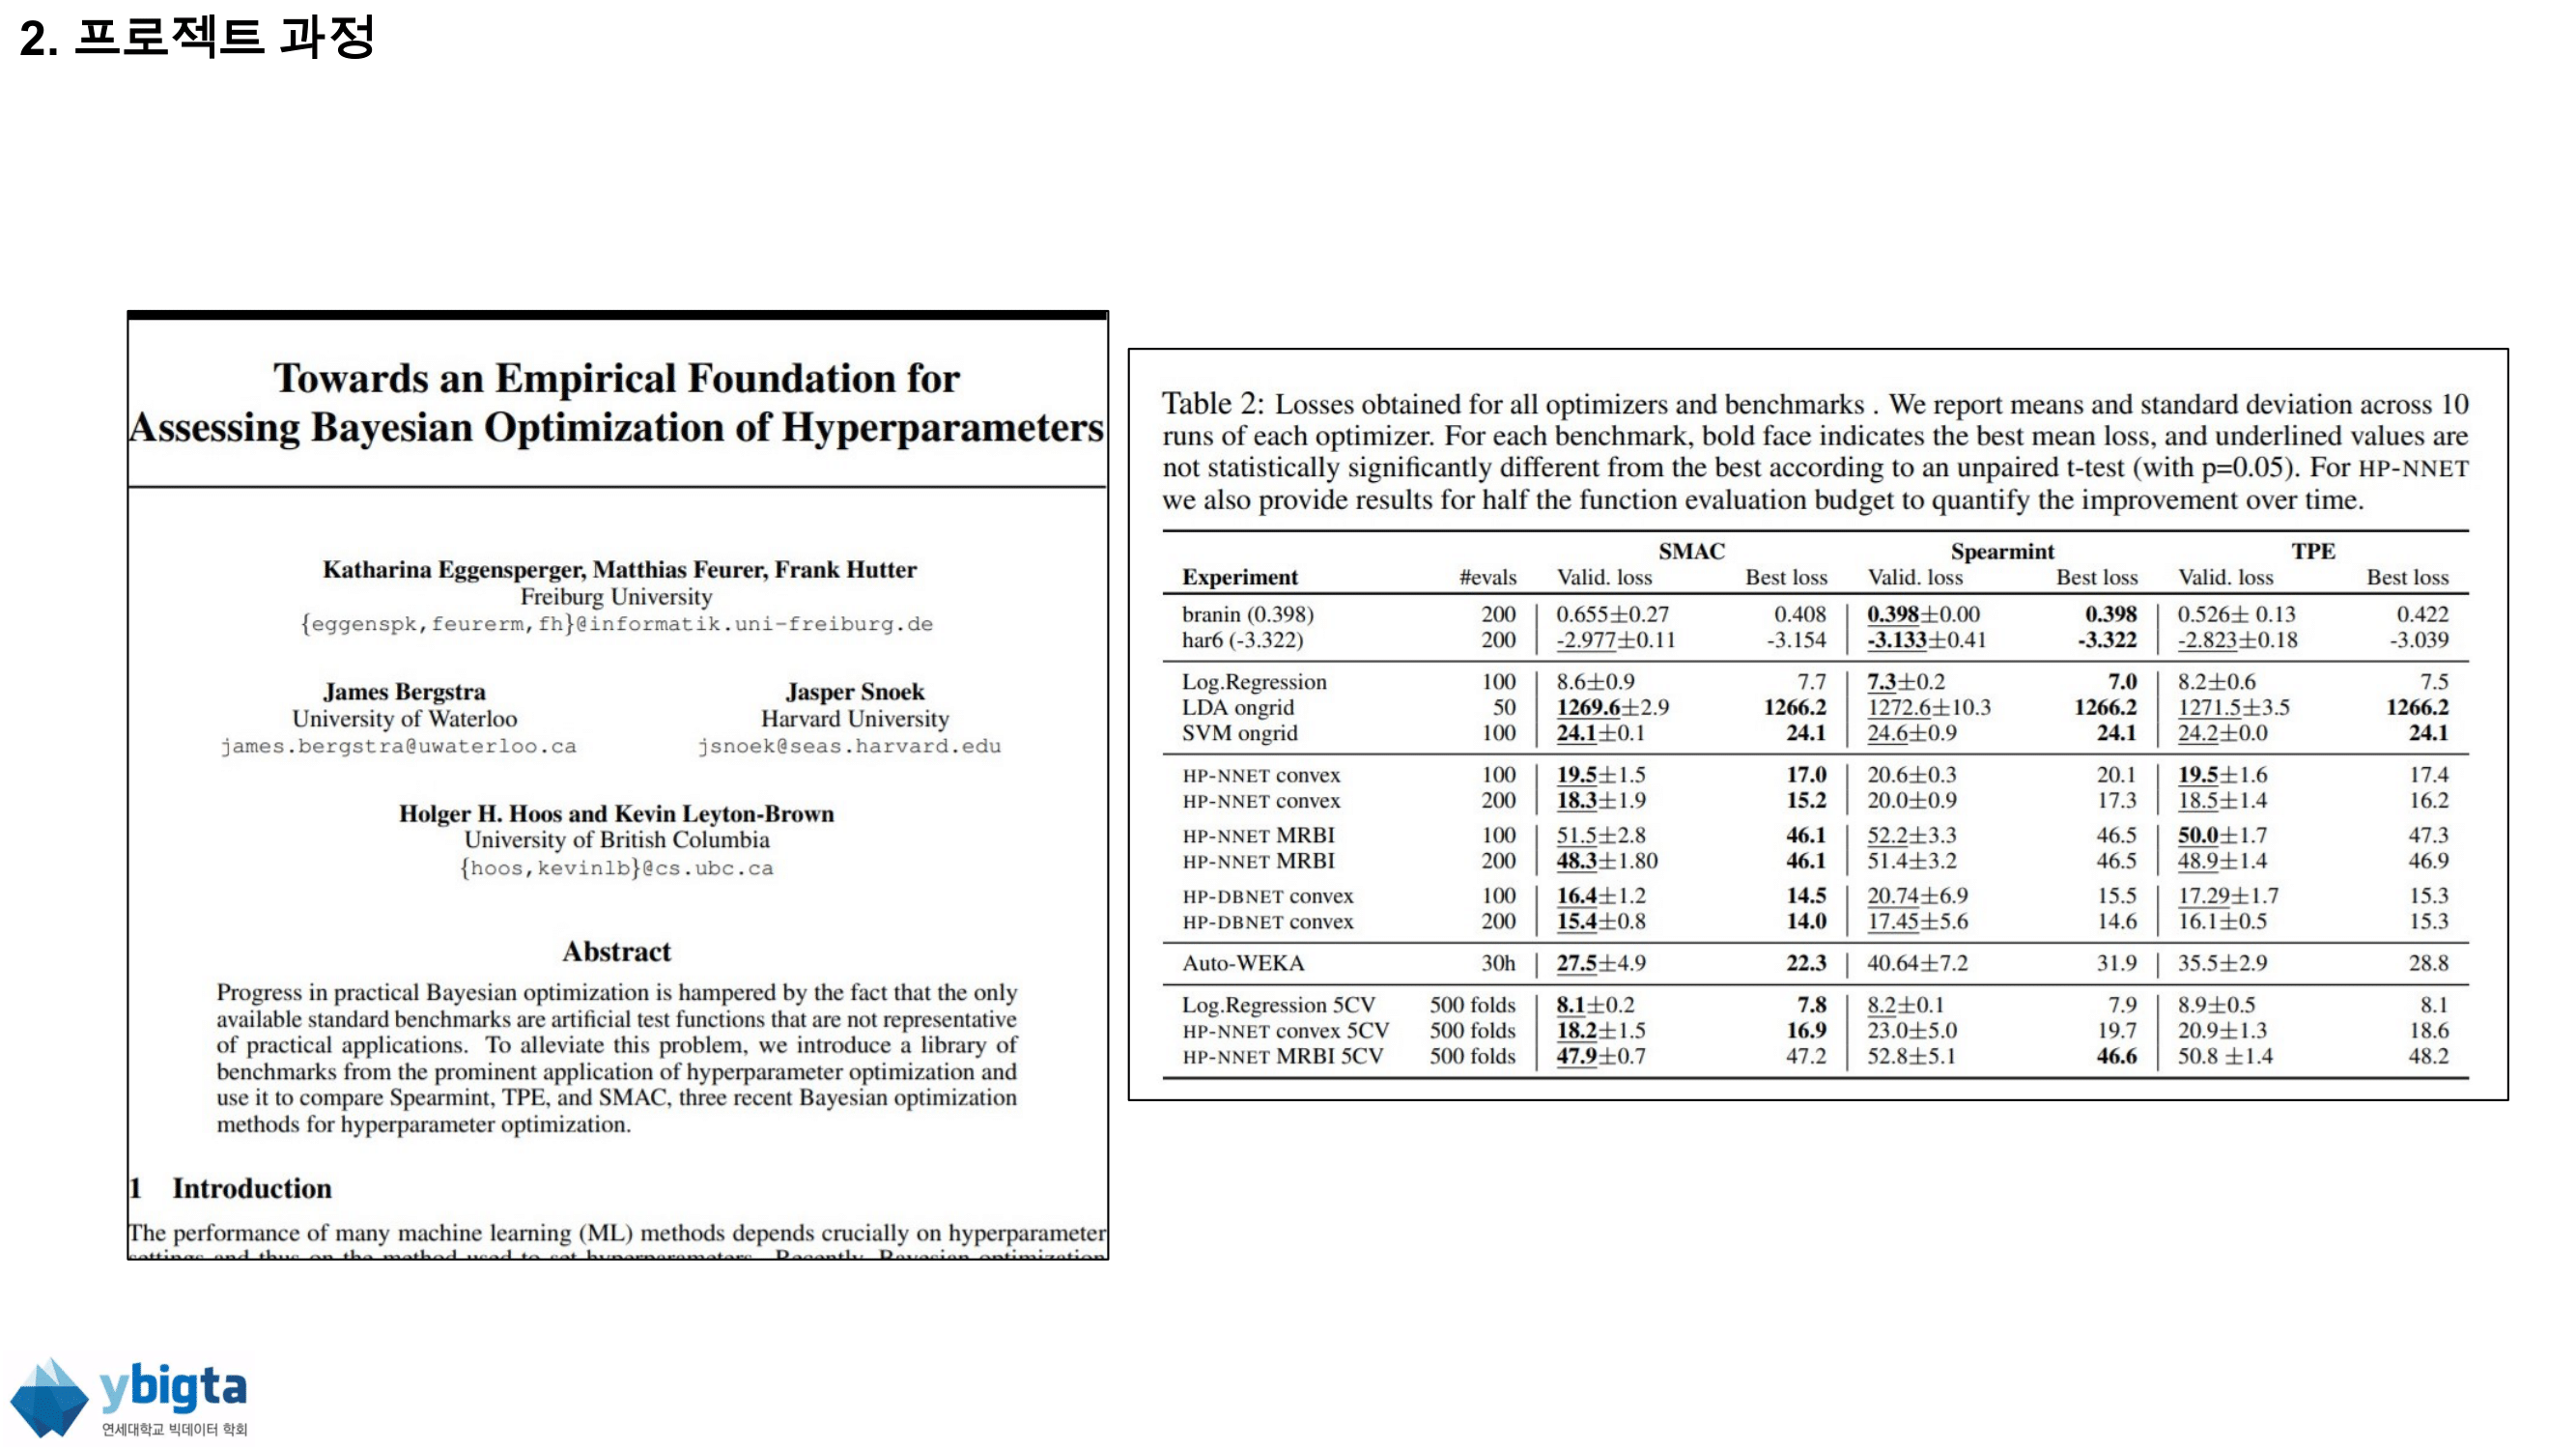 2. 프로젝트 과정
Towards an Empirical Foundation for
Assessing Bayesian Optimization of Hyperparameters
Katharina Eggensperger, Matthias Feurer, Frank Hutter
Freiburg University
{eggenspk,feurerm,fh}@informatik.uni-freiburg.de
James Bergstra
University of Waterloo
james.bergstra@uwaterloo.ca
Jasper Snoek
Harvard University
jsnoek@seas.harvard.edu
Holger H. Hoos and Kevin Leyton-Brown
University of British Columbia
{hoos,kevinlb}@cs.ubc.ca
Abstract
Progress in practical Bayesian optimization is hampered by the fact that the only
available standard benchmarks are artificial test functions that are not representative
of practical applications. To alleviate this problem, we introduce a library of
benchmarks from the prominent application of hyperparameter optimization and
use it to compare Spearmint, TPE, and SMAC, three recent Bayesian optimization
methods for hyperparameter optimization.
1 Introduction
The performance of many machine learning (ML) methods depends crucially on hyperparameter
settings and thus on the method used to set hyperparameters. Recently, Bayesian optimization
Table 2: Losses obtained for all optimizers and benchmarks . We report means and standard deviation across 10
runs of each optimizer. For each benchmark, bold face indicates the best mean loss, and underlined values are
not statistically significantly different from the best according to an unpaired t-test (with p=0.05). For HP-NNET
we also provide results for half the function evaluation budget to quantify the improvement over time.
SMAC Spearmint TPE
Experiment #evals Valid. loss Best loss Valid. loss Best loss Valid. loss Best loss
branin (0.398) 200 0.655±0.27 0.408 0.398±0.00 0.398 0.526± 0.13 0.422
har6 (-3.322) 200 -2.977±0.11 -3.154 -3.133±0.41 -3.322 -2.823±0.18 -3.039
Log.Regression 100 8.6±0.9 7.7 7.3±0.2 7.0 8.2±0.6 7.5
LDA ongrid 50 1269.6±2.9 1266.2 1272.6±10.3 1266.2 1271.5±3.5 1266.2
SVM ongrid 100 24.1±0.1 24.1 24.6±0.9 24.1 24.2±0.0 24.1
HP-NNET convex 100 19.5±1.5 17.0 20.6±0.3 20.1 19.5±1.6 17.4
HP-NNET convex 200 18.3±1.9 15.2 20.0±0.9 17.3 18.5±1.4 16.2
HP-NNET MRBI 100 51.5±2.8 46.1 52.2±3.3 46.5 50.0±1.7 47.3
HP-NNET MRBI 200 48.3±1.80 46.1 51.4±3.2 46.5 48.9±1.4 46.9
HP-DBNET convex 100 16.4±1.2 14.5 20.74±6.9 15.5 17.29±1.7 15.3
HP-DBNET convex 200 15.4±0.8 14.0 17.45±5.6 14.6 16.1±0.5 15.3
Auto-WEKA 30h 27.5±4.9 22.3 40.64±7.2 31.9 35.5±2.9 28.8
Log.Regression 5CV 500 folds 8.1±0.2 7.8 8.2±0.1 7.9 8.9±0.5 8.1
HP-NNET convex 5CV 500 folds 18.2±1.5 16.9 23.0±5.0 19.7 20.9±1.3 18.6
HP-NNET MRBI 5CV 500 folds 47.9±0.7 47.2 52.8±5.1 46.6 50.8 ±1.4 48.2
ybigta
연세대학교 빅데이터 학회